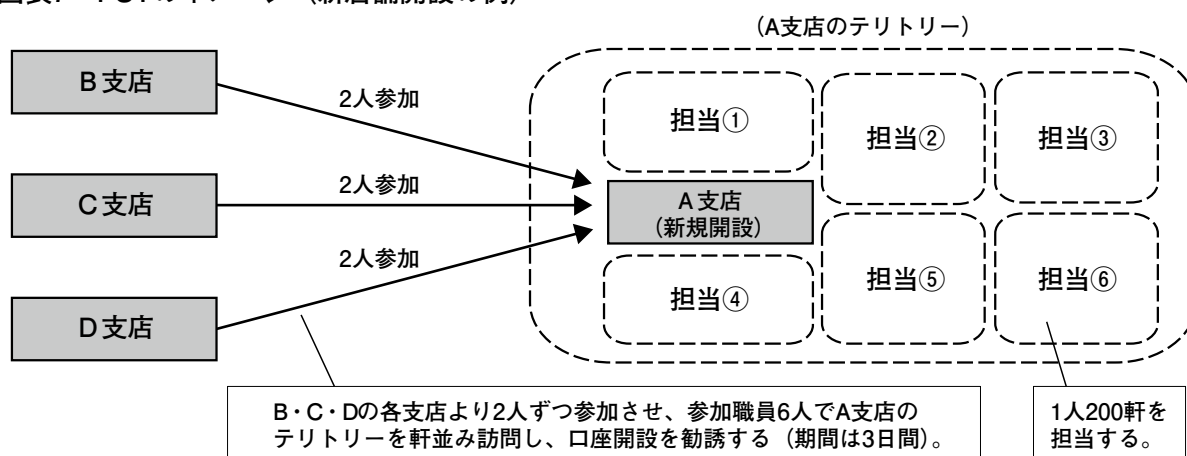 (A支店のテリトリー)
B支店
C支店
D支店
2人参加
2人参加
2人参加
担当①
担当②
担当③
A支店
(新規開設)
担当④
担当⑤
担当⑥
B・C・Dの各支店より2人ずつ参加させ、参加職員6人でA支店の
テリトリーを軒並み訪問し、口座開設を勧誘する(期間は3日間)。
1人200軒を
担当する。